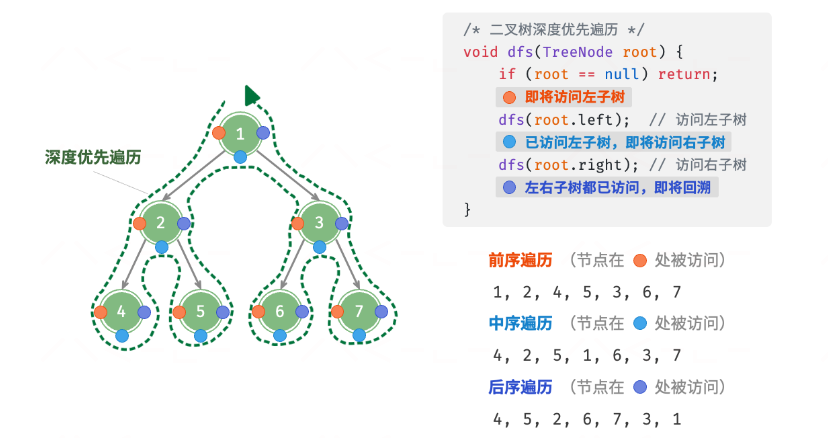 深度优先遍历
1
2
3
4
5
6
7
/* 二叉树深度优先遍历 */
void dfs(TreeNode root) {
    if (root == null) return;
    即将访问左子树
    dfs(root.left);  // 访问左子树
    已访问左子树，即将访问右子树
    dfs(root.right); // 访问右子树
    左右子树都已访问，即将回溯
}
前序遍历 （节点在 处被访问）
1, 2, 4, 5, 3, 6, 7
中序遍历 （节点在 处被访问）
4, 2, 5, 1, 6, 3, 7
后序遍历 （节点在 处被访问）
4, 5, 2, 6, 7, 3, 1